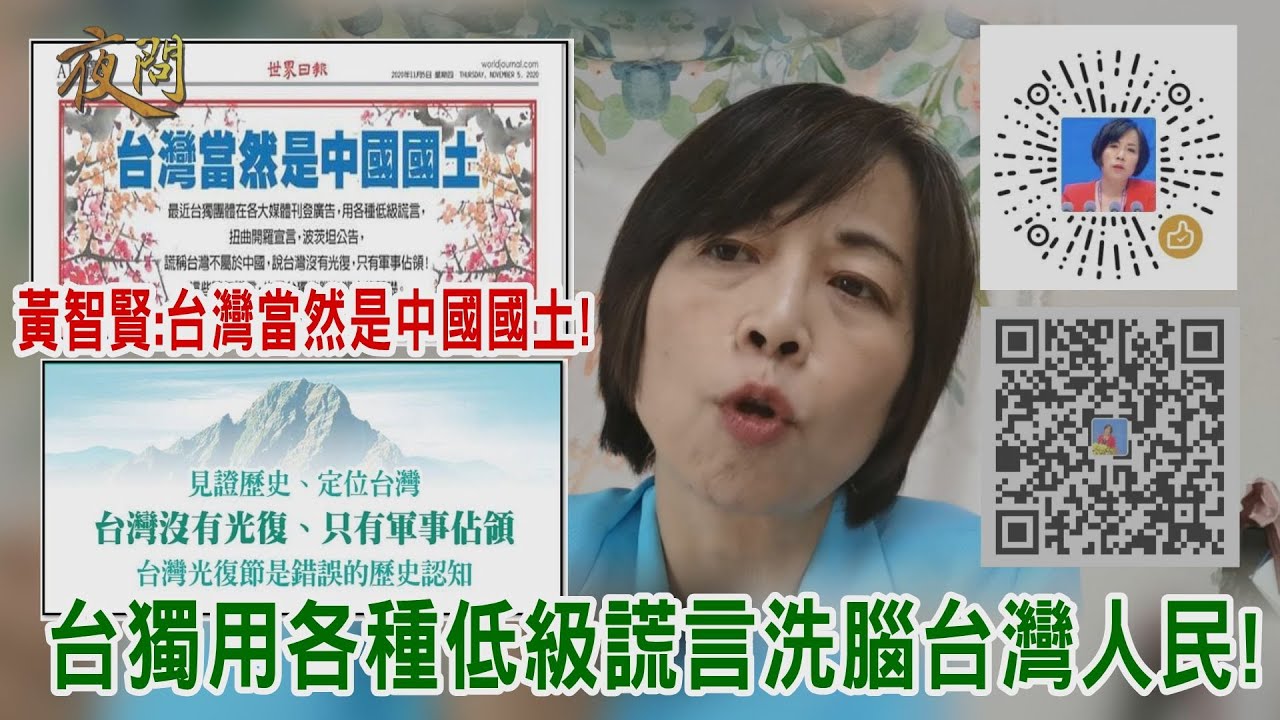 夜問
世界日報
worldjournal.com
2020年11月5日 星期四 THURSDAY, NOVEMBER 5, 2020
台灣當然是中國國土
最近台獨團體在各大媒體刊登廣告,用各種低級謊言,
扭曲開羅宣言,波茨坦公告,
謊稱台灣不屬於中國,說台灣沒有光復,只有軍事佔領!
黃智賢:台灣當然是中國國土!
見證歷史、定位台灣
台灣沒有光復、只有軍事佔領
台灣光復節是錯誤的歷史認知
台獨用各種低級謊言洗腦台灣人民!